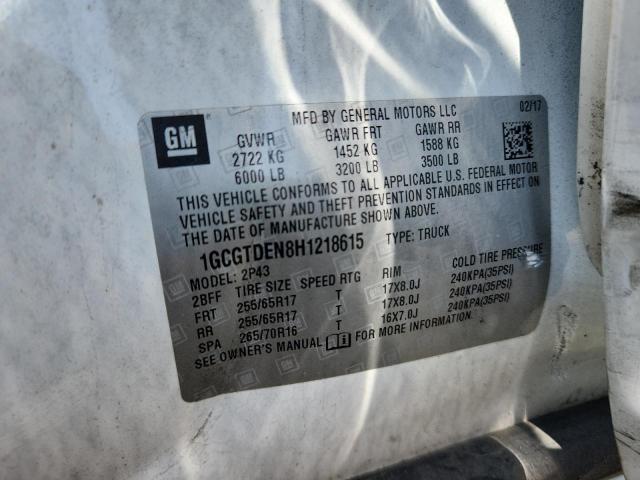 MFD BY GENERAL MOTORS LLC 02/17
GM
GVWR GAWR FRT GAWR RR
2722 KG 1452 KG 1588 KG
6000 LB 3200 LB 3500 LB
THIS VEHICLE CONFORMS TO ALL APPLICABLE U.S. FEDERAL MOTOR
VEHICLE SAFETY AND THEFT PREVENTION STANDARDS IN EFFECT ON
THE DATE OF MANUFACTURE SHOWN ABOVE.
1GCGTDEN8H1218615 TYPE: TRUCK
MODEL: 2P43
2BFF TIRE SIZE SPEED RTG RIM COLD TIRE PRESSURE
FRT 255/65R17 T 17X8.0J 240KPA(35PSI)
RR 255/65R17 T 17X8.0J 240KPA(35PSI)
SPA 265/70R16 T 16X7.0J 240KPA(35PSI)
SEE OWNER'S MANUAL FOR MORE INFORMATION.